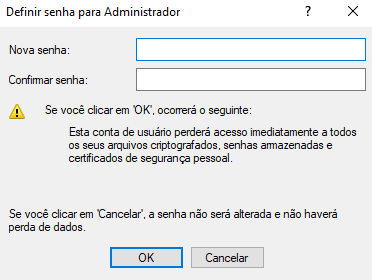 Definir senha para Administrador ? ×
Nova senha:
Confirmar senha:
Se você clicar em 'OK', ocorrerá o seguinte:
Esta conta de usuário perderá acesso imediatamente a todos
os seus arquivos criptografados, senhas armazenadas e
certificados de segurança pessoal.
Se você clicar em 'Cancelar', a senha não será alterada e não haverá
perda de dados.
OK Cancelar